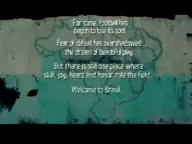 For some, football has
begun to lose its soul.
Fear of defeat has overshadowed
the dream of beautiful play.
But there is still one place where
skill, joy, heart and honor rule the field.
Welcome to Brasil.